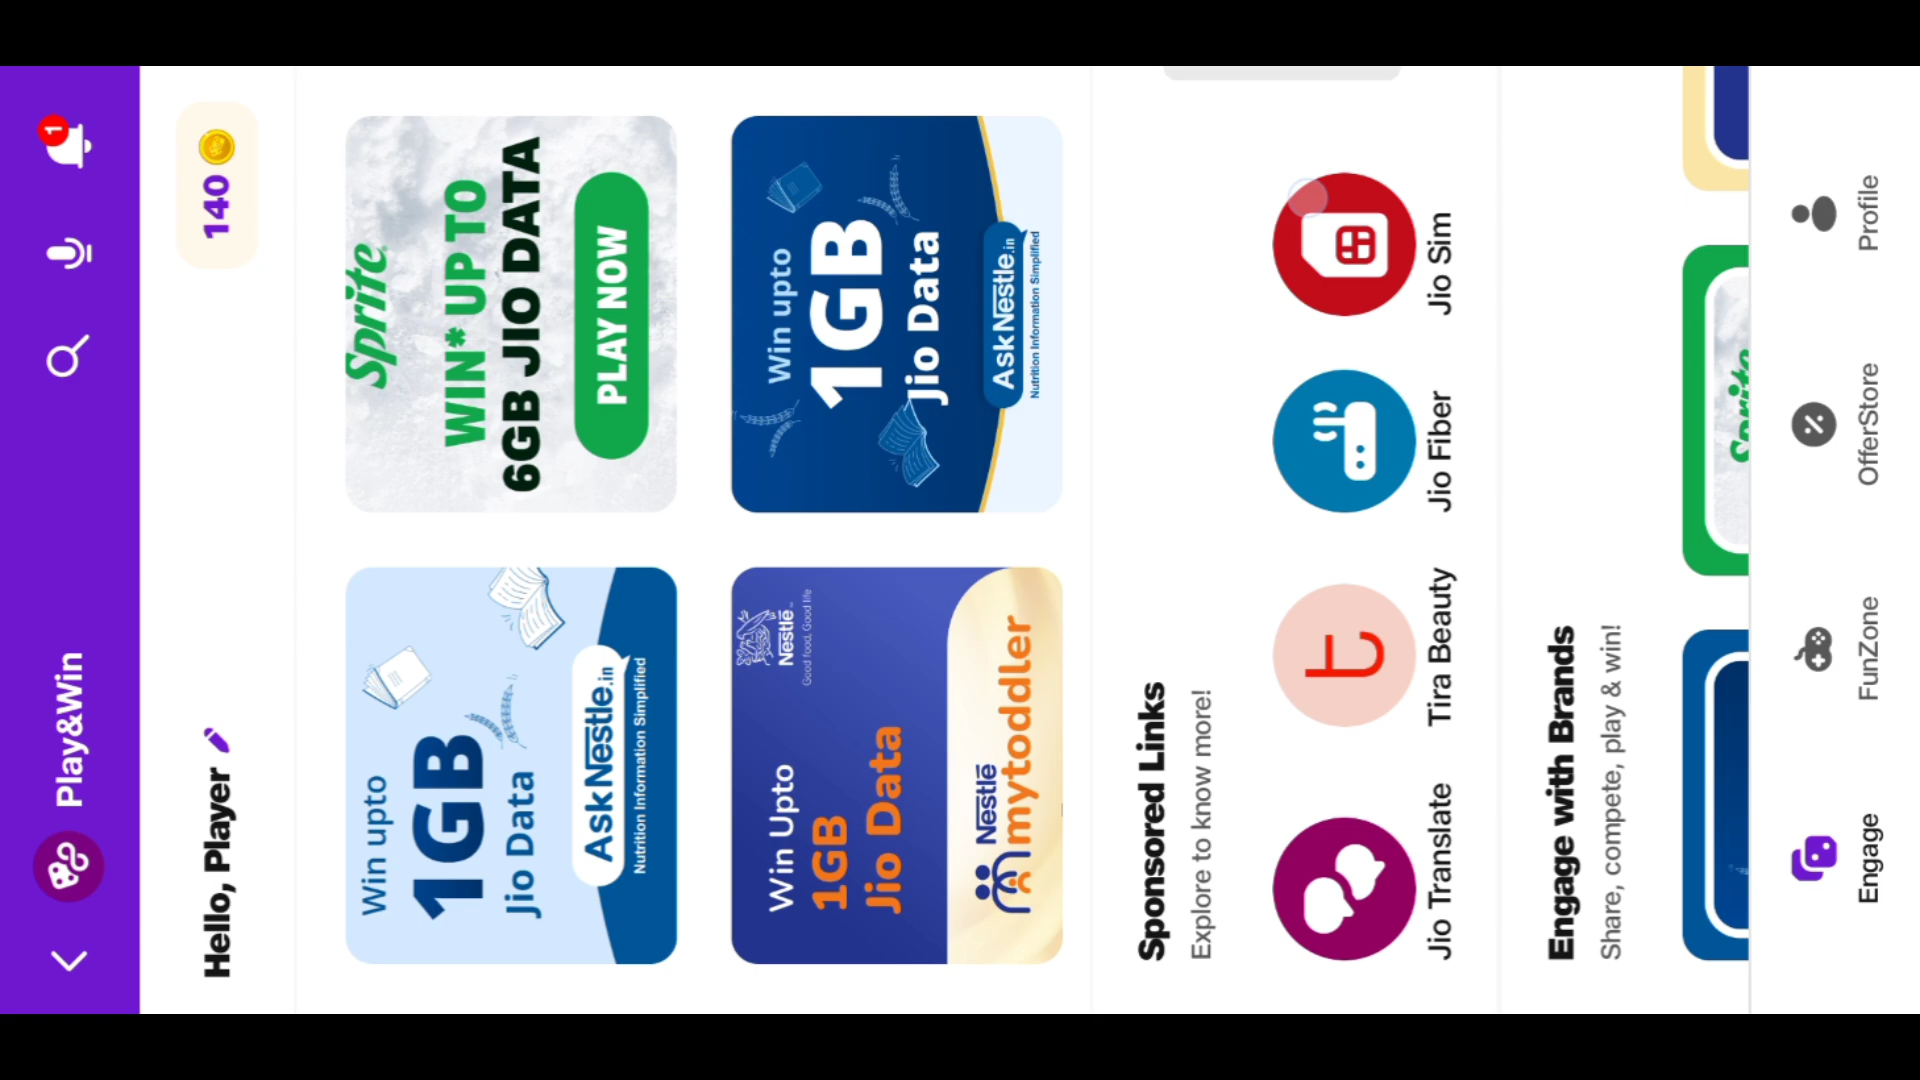 Play&Win
1
Hello, Player
140
Win upto
1GB
Jio Data
AskNestle.in
Nutrition Information Simplified
Sprite
WIN* UP TO
6GB JIO DATA
PLAY NOW
Nestlé
Good food, Good life
Win Upto
1GB
Jio Data
Nestlé
mytoddler
Win upto
1GB
Jio Data
AskNestle.in
Nutrition Information Simplified
Sponsored Links
Explore to know more!
Jio Translate
Tira Beauty
Jio Fiber
Jio Sim
Engage with Brands
Share, compete, play & win!
Sprite
Engage
FunZone
OfferStore
Profile